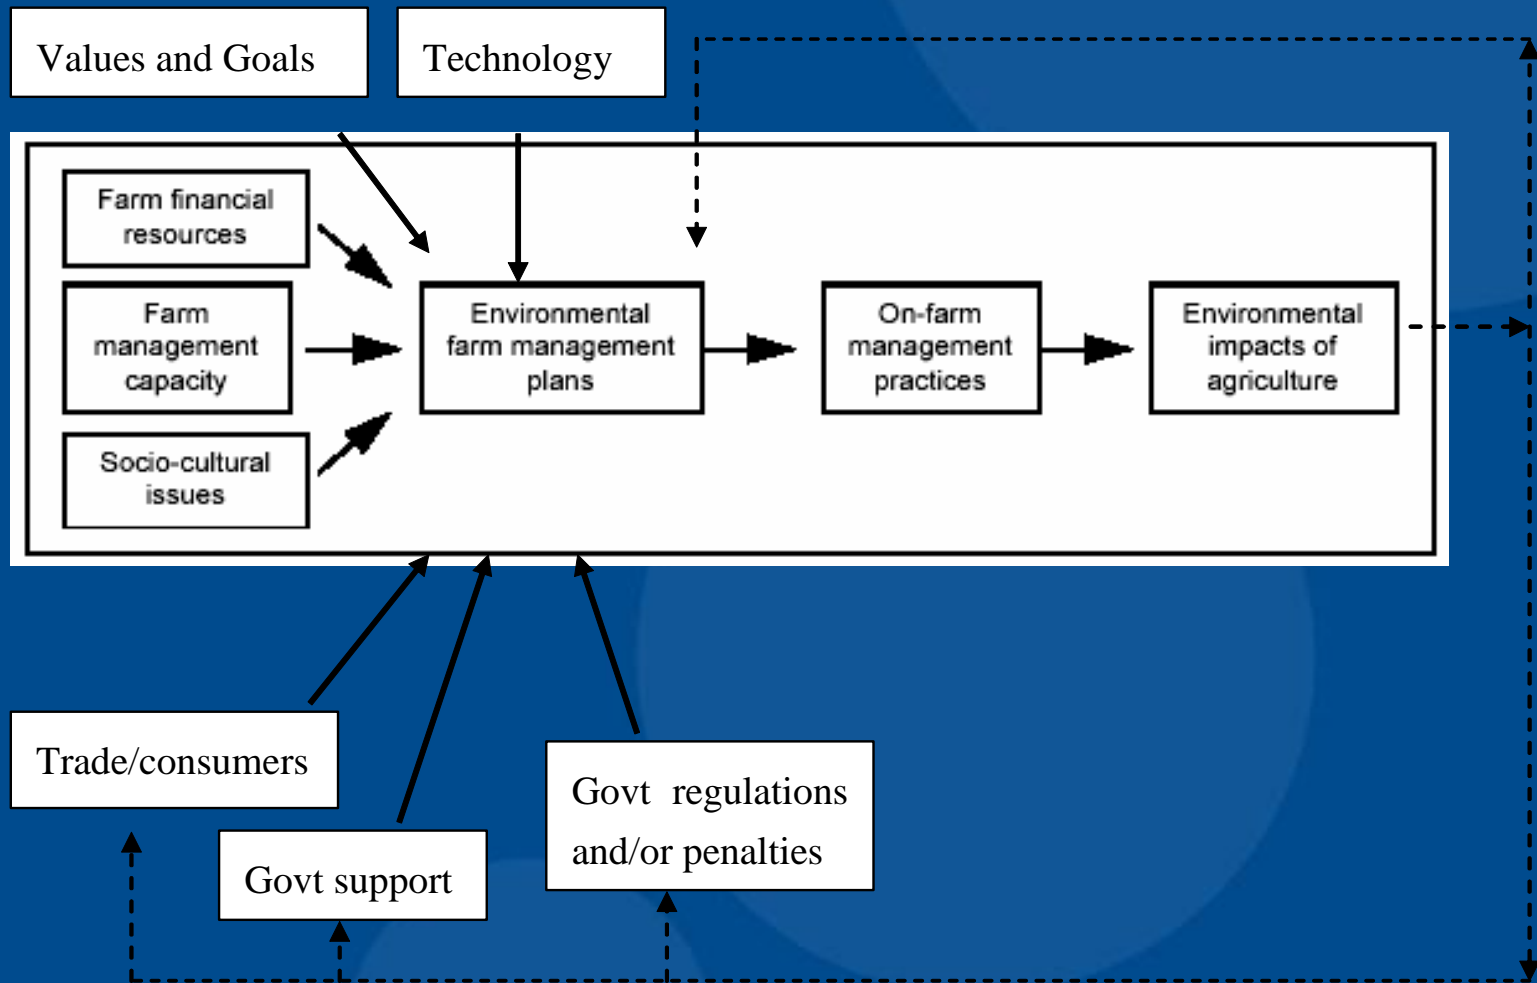 Values and Goals
Technology
Farm financial
resources
Farm
management
capacity
Socio-cultural
issues
Environmental
farm management
plans
On-farm
management
practices
Environmental
impacts of
agriculture
Trade/consumers
Govt support
Govt regulations
and/or penalties